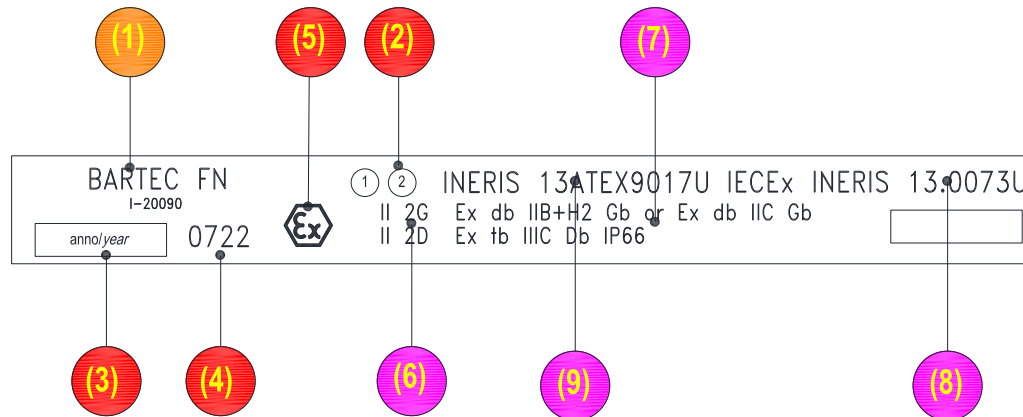 (1) (5) (2) (7)
BARTEC FN 1 2 INERIS 13ATEX9017U IECEx INERIS 13.0073U
I-20090
II 2G Ex db IIB+H2 Gb or Ex db IIC Gb
anno/year 0722 Ex II 2D Ex tb IIIC Db IP66
(3) (4) (6) (9) (8)